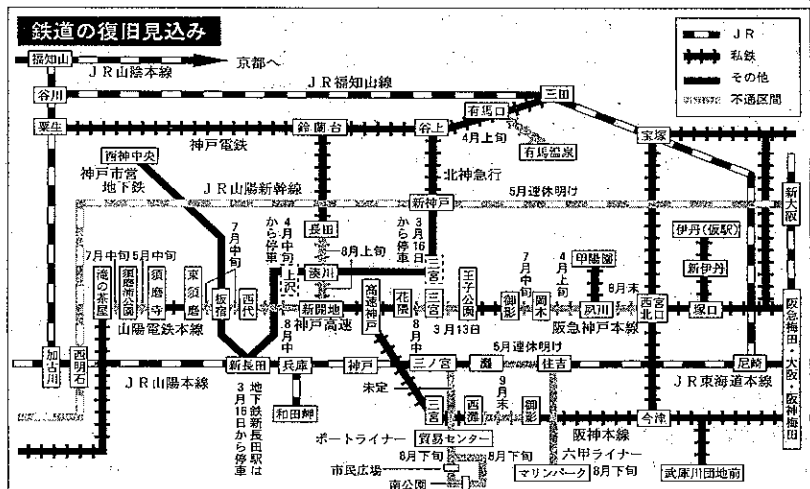 鉄道の復旧見込み
JR
私鉄
その他
不通区間
福知山
JR山陰本線
京都へ
谷川
JR福知山線
三田
粟生
神戸電鉄
鈴蘭台
谷上
有馬口
4月上旬
有馬温泉
宝塚
西神中央
神戸市営
地下鉄
北神急行
JR山陽新幹線
新神戸
5月連休明け
新大阪
長田
8月上旬
3月16日
から停車
4月中旬
から停車
7月中旬
上沢
湊川
三宮
伊丹(仮駅)
新伊丹
甲陽園
7月中旬
5月中旬
滝の茶屋
須磨浦公園
須磨寺
東須磨
板宿
西代
新開地
高速神戸
花隈
三宮
王子公園
御影
7月中旬
岡本
4月上旬
夙川
8月末
西宮北口
塚口
山陽電鉄本線
神戸高速
8月中
8月中
3月13日
阪急神戸本線
阪急梅田・大阪・阪神梅田
加古川
西明石
JR山陽本線
新長田
兵庫
神戸
三ノ宮
灘
5月連休明け
住吉
尼崎
JR東海道本線
和田岬
地下鉄新長田駅は
3月16日から停車
未定
三宮
西灘
9月末
御影
今津
阪神本線
ポートライナー
貿易センター
8月下旬
8月下旬
六甲ライナー
マリンパーク
8月下旬
武庫川団地前
市民広場
南公園